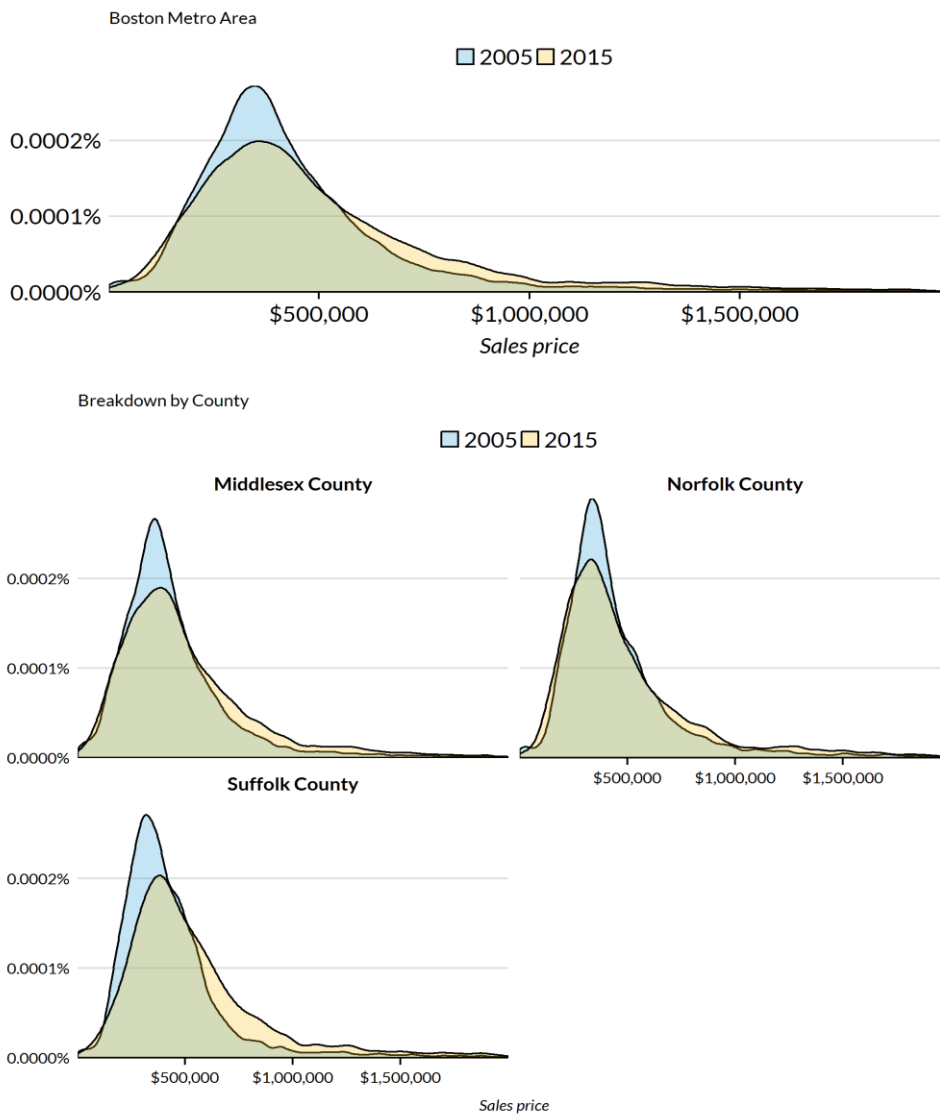 Boston Metro Area
2005 2015
0.0002%
0.0001%
0.0000%
$500,000 $1,000,000 $1,500,000
Sales price
Breakdown by County
2005 2015
Middlesex County
0.0002%
0.0001%
0.0000%
Norfolk County
$500,000 $1,000,000 $1,500,000
Suffolk County
0.0002%
0.0001%
0.0000%
$500,000 $1,000,000 $1,500,000
Sales price